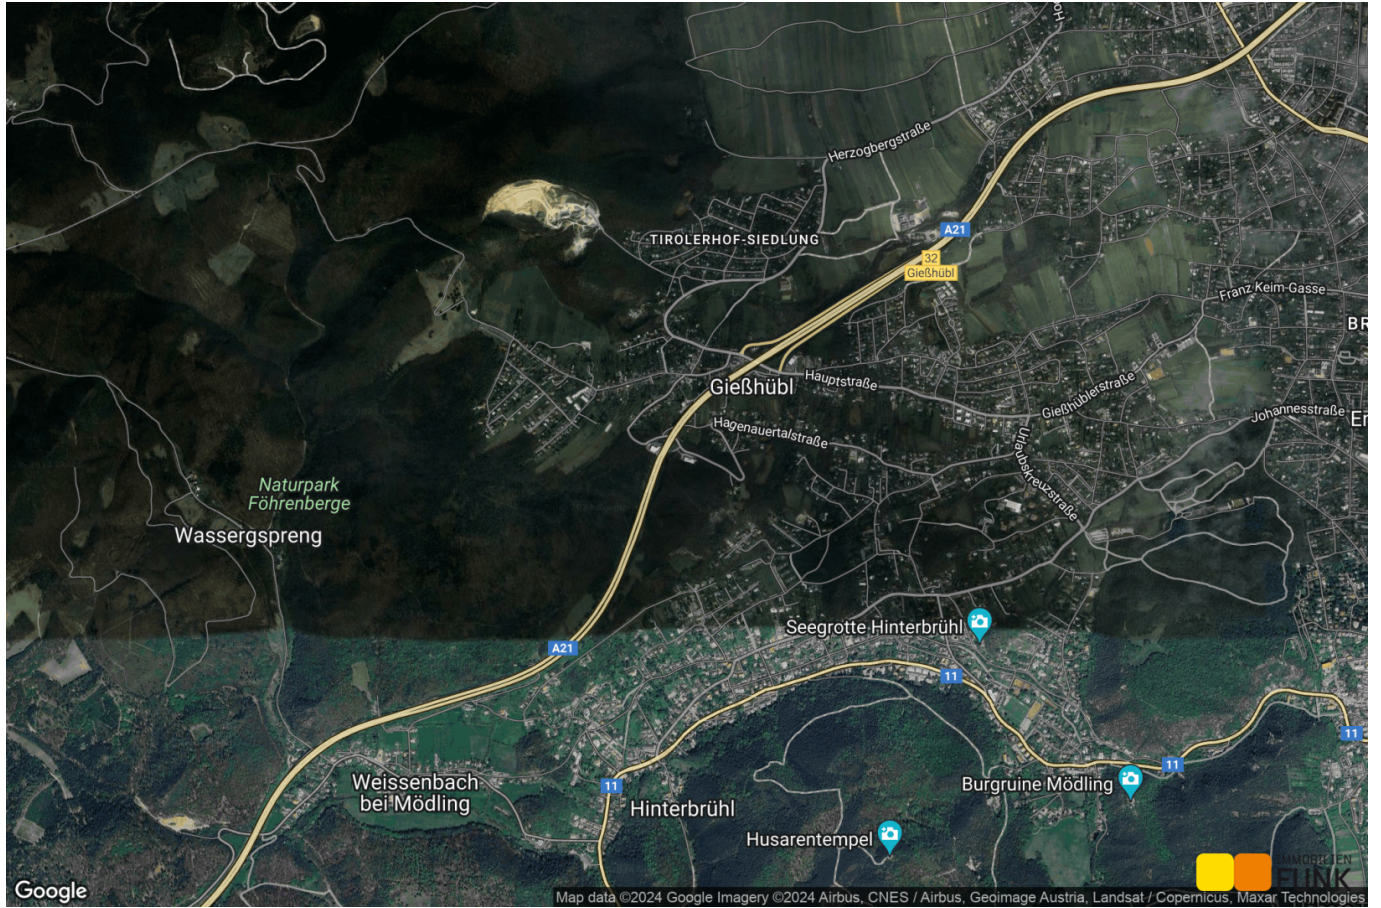 Ho
Herzogbergstraße
TIROLERHOF-SIEDLUNG
A21
32
Gießhübl
Franz Keim-Gasse
BR
Gießhübl
Hauptstraße
Gießhüblerstraße
Johannesstraße
Hagenauertalstraße
Urlaubskreuzstraße
Naturpark
Föhrenberge
Wassergspreng
Seegrotte Hinterbrühl
A21
11
11
11
Weissenbach
bei Mödling
11
Burgruine Mödling
Hinterbrühl
Husarentempel
IMMOBILIEN
FUNK
Google
Map data ©2024 Google Imagery ©2024 Airbus, CNES / Airbus, Geoimage Austria, Landsat / Copernicus, Maxar Technologies